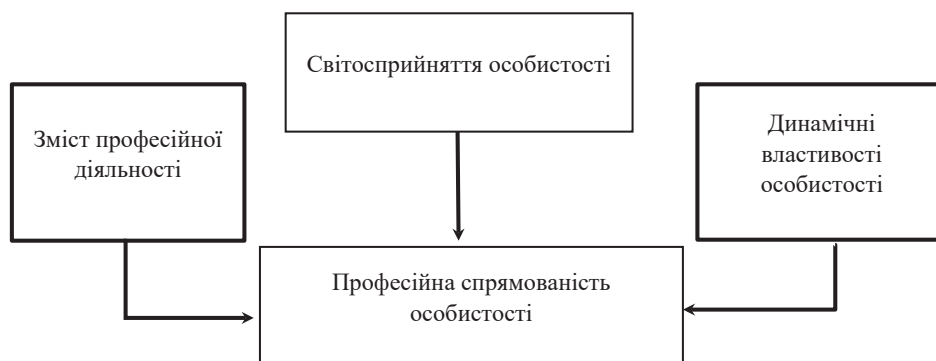 Світосприйняття особистості
Зміст професійної
діяльності
Динамічні
властивості
особистості
Професійна спрямованість
особистості